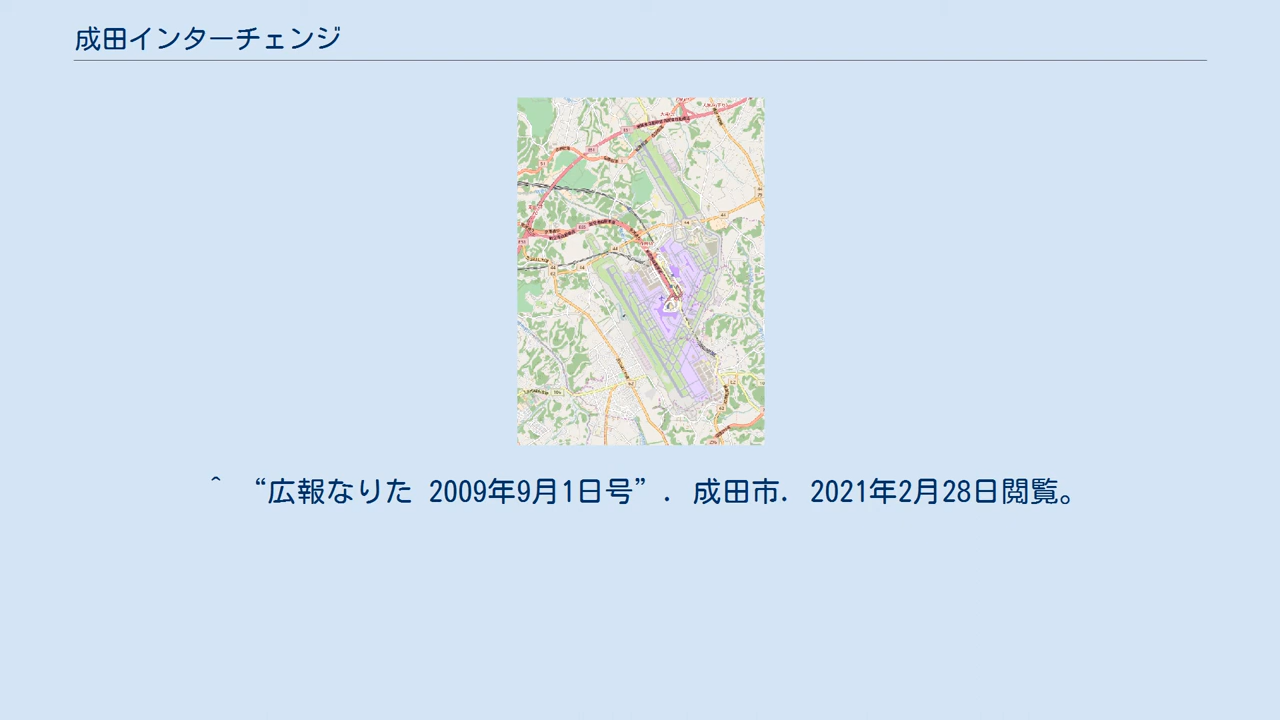 成田インターチェンジ
^ “広報なりた 2009年9月1日号”. 成田市. 2021年2月28日閲覧。